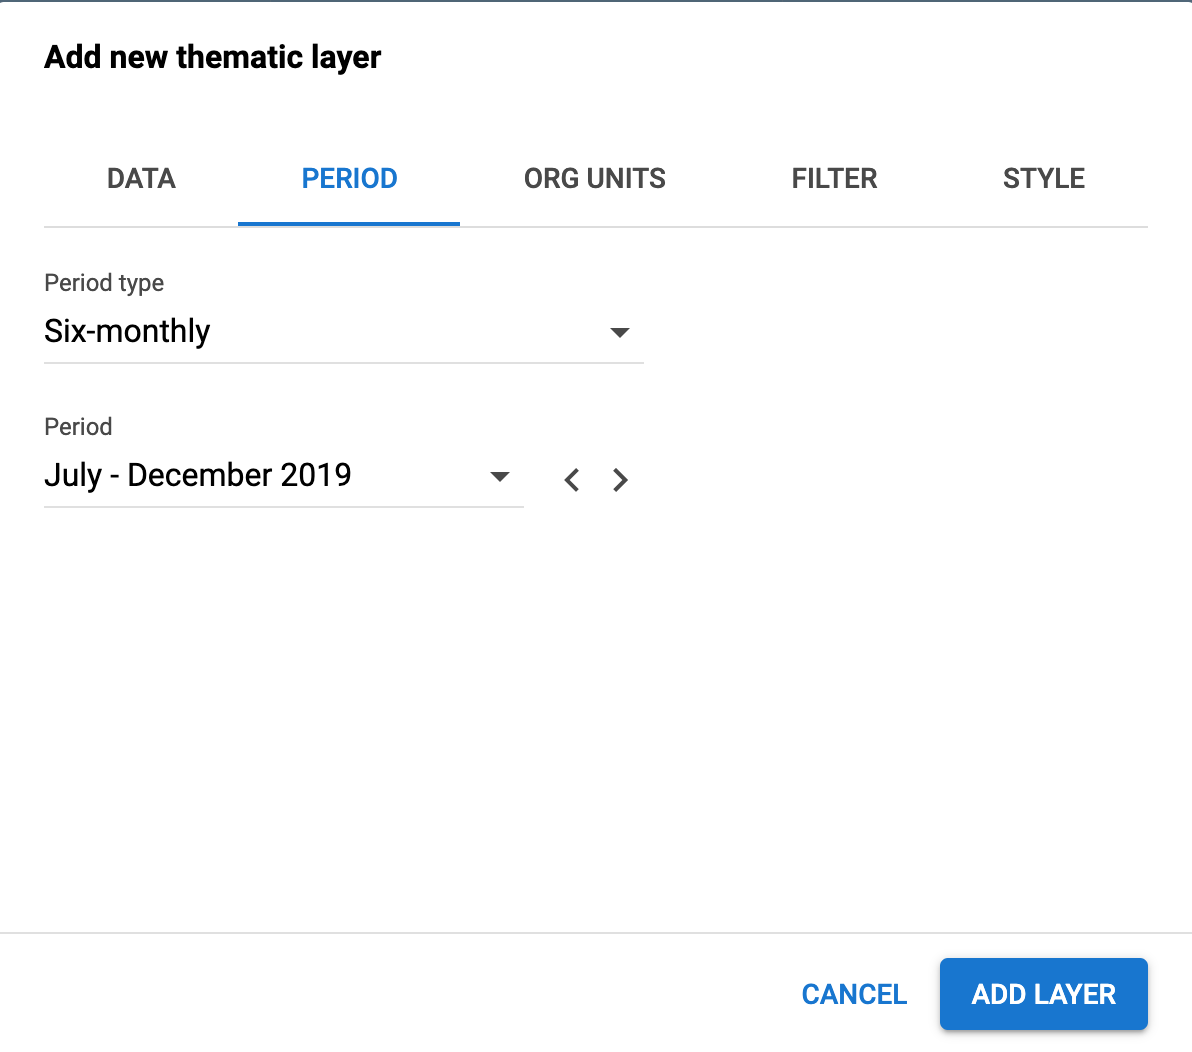 Add new thematic layer
DATA PERIOD ORG UNITS FILTER STYLE
Period type
Six-monthly
Period
July - December 2019
CANCEL ADD LAYER